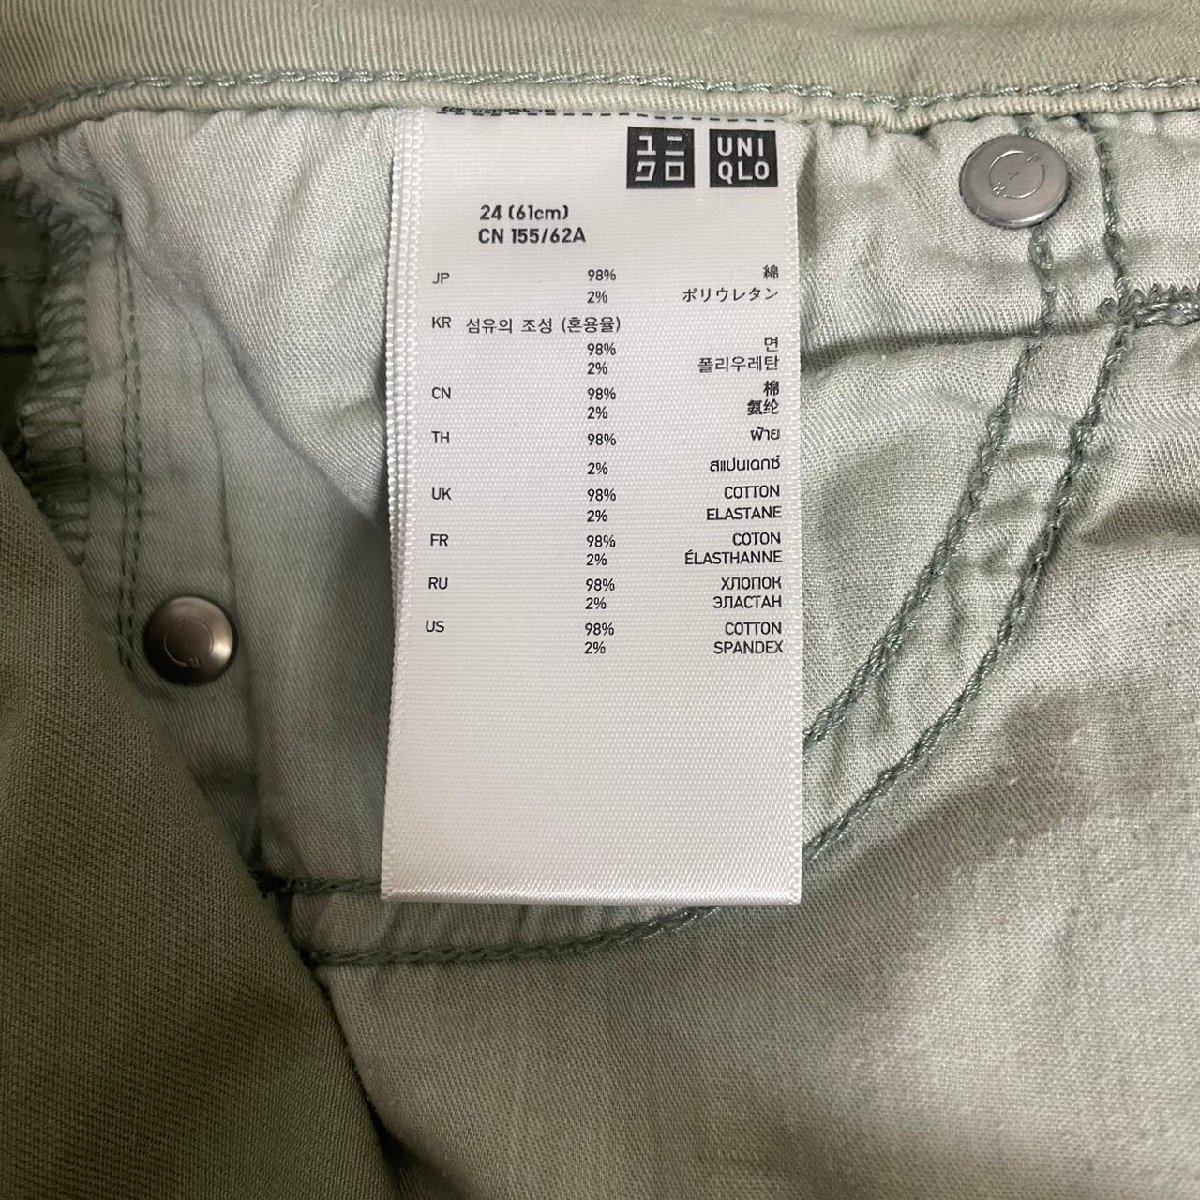 ユニ UNI
クロ QLO
24 (61cm)
CN 155/62A
JP 98% 綿
2% ポリウレタン
KR 섬유의 조성 (혼용율)
98% 면
2% 폴리우레탄
CN 98% 棉
2% 氨纶
TH 98% ฝ้าย
2% สแปนเดกซ์
UK 98% COTTON
2% ELASTANE
FR 98% COTON
2% ÉLASTHANNE
RU 98% ХЛОПОК
2% ЭЛАСТАН
US 98% COTTON
2% SPANDEX